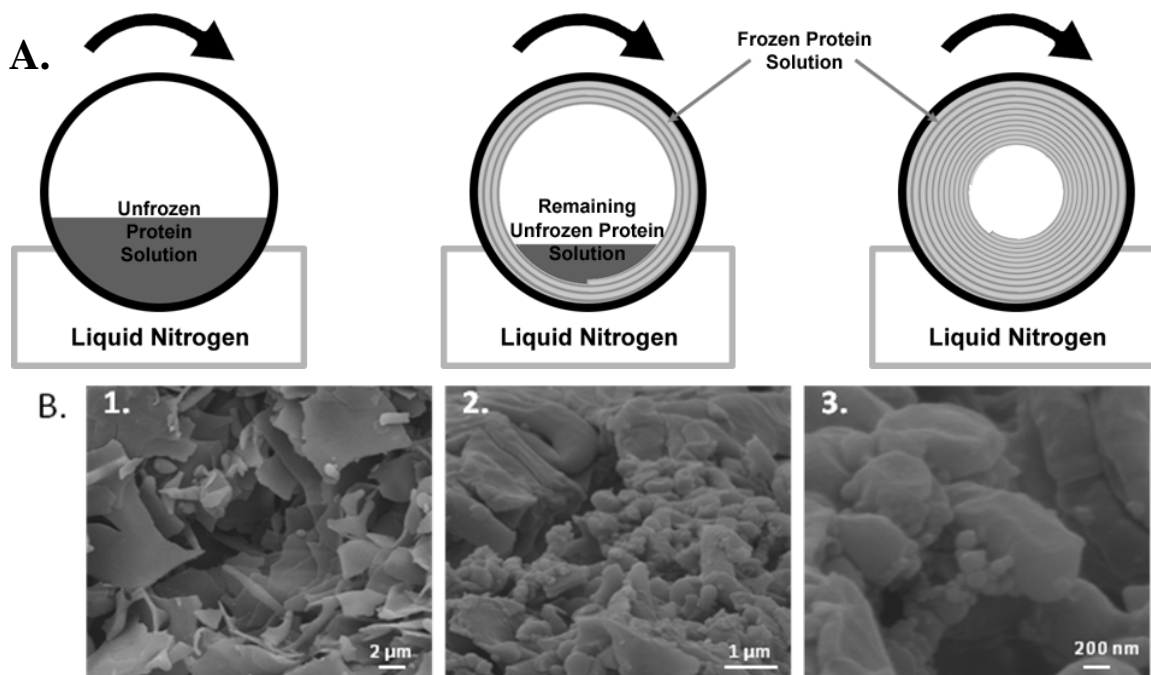 A.
Unfrozen
Protein
Solution
Liquid Nitrogen
Remaining
Unfrozen Protein
Solution
Liquid Nitrogen
Frozen Protein
Solution
Liquid Nitrogen
B.
1.
2 µm
2.
1 µm
3.
200 nm